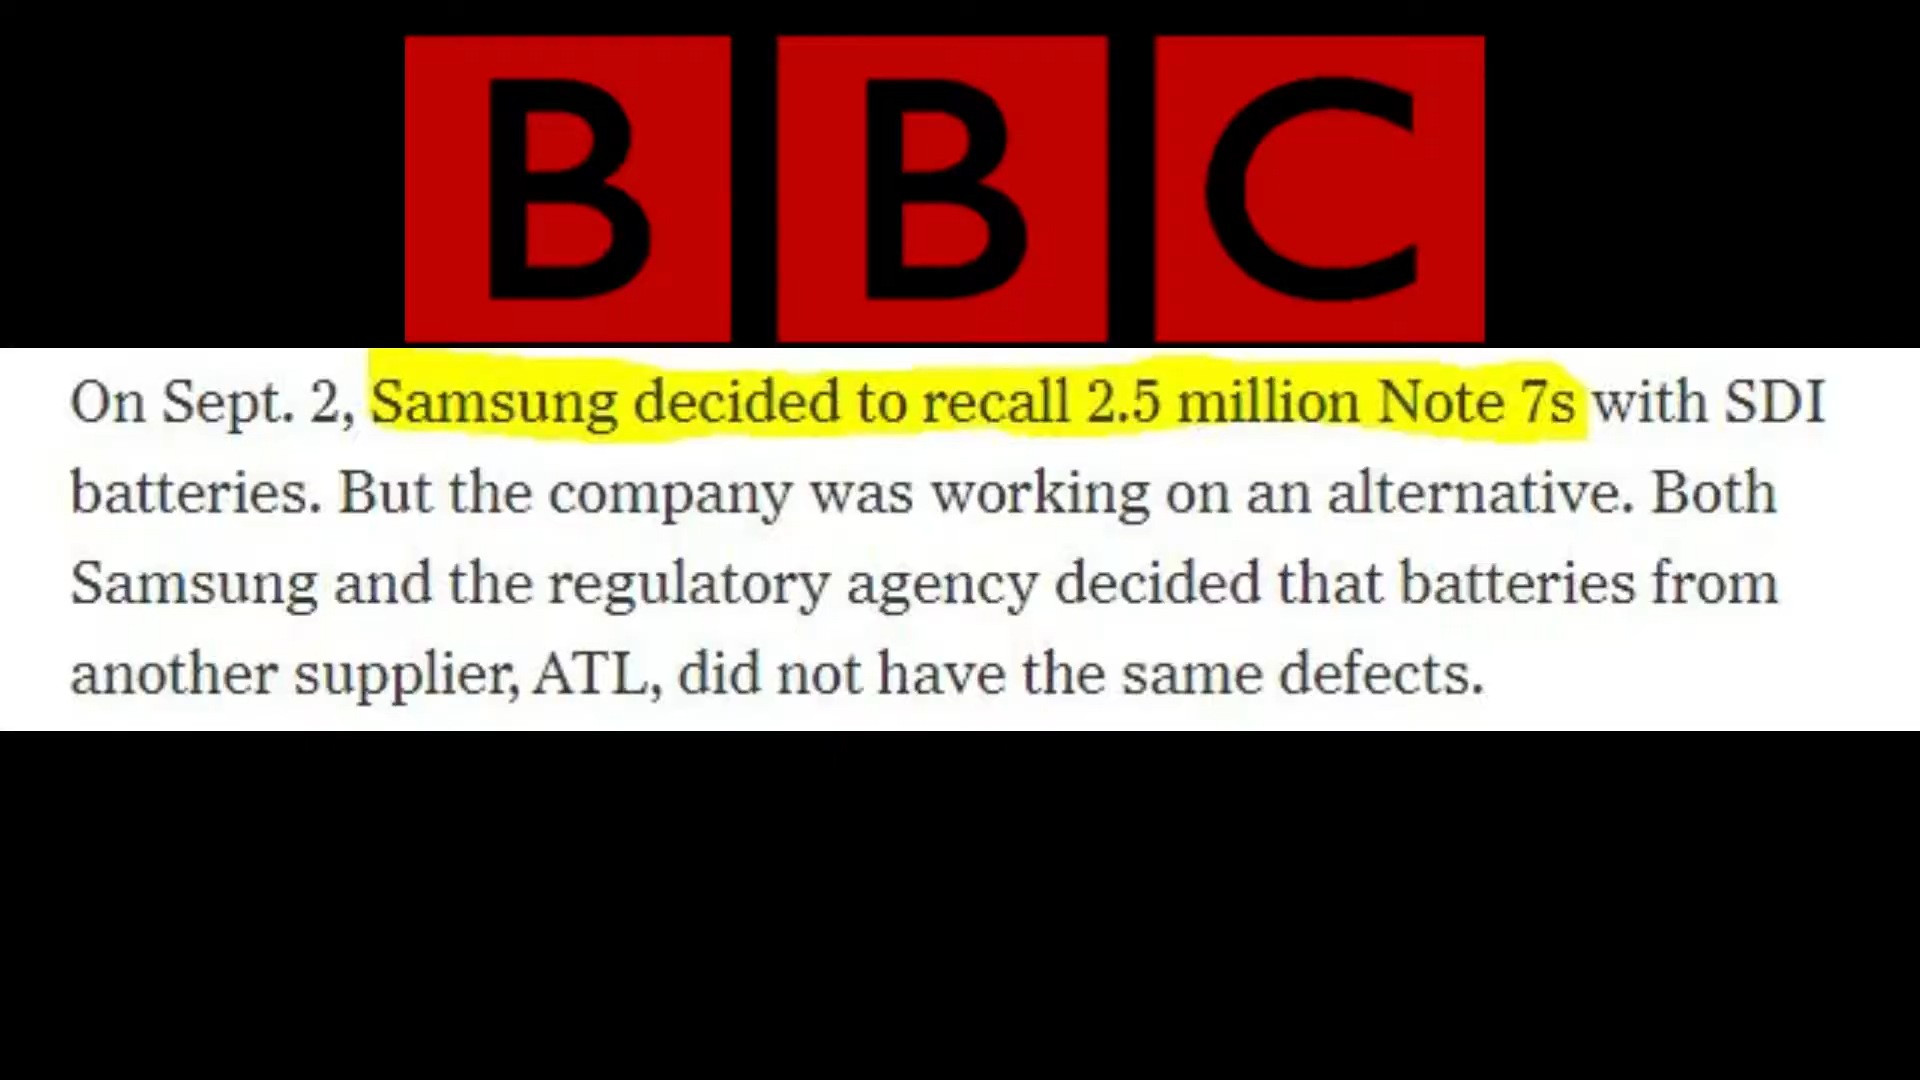 BBC
On Sept. 2, Samsung decided to recall 2.5 million Note 7s with SDI
batteries. But the company was working on an alternative. Both
Samsung and the regulatory agency decided that batteries from
another supplier, ATL, did not have the same defects.